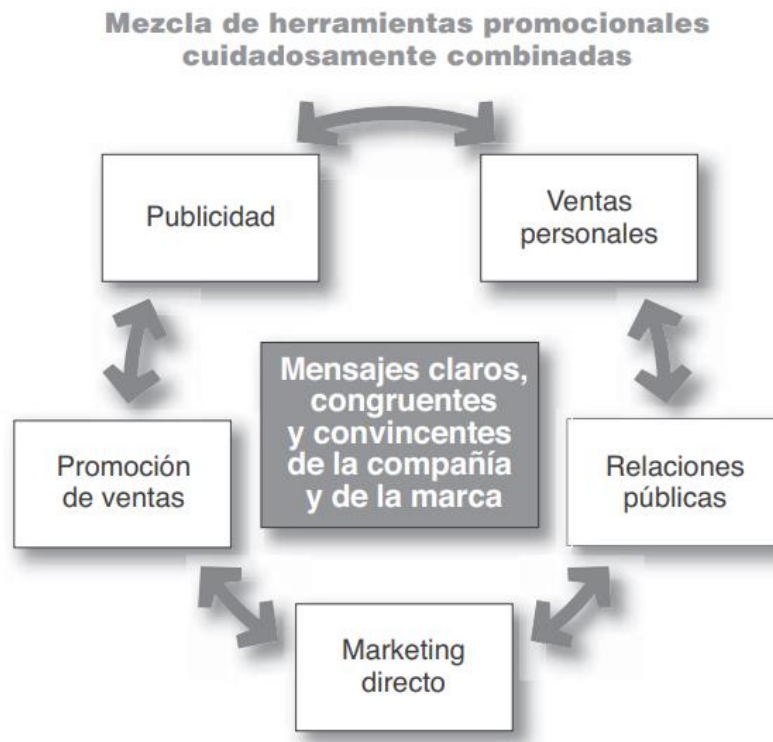 Mezcla de herramientas promocionales
cuidadosamente combinadas
Publicidad
Ventas
personales
Mensajes claros,
congruentes
y convincentes
de la compañía
y de la marca
Promoción
de ventas
Relaciones
públicas
Marketing
directo